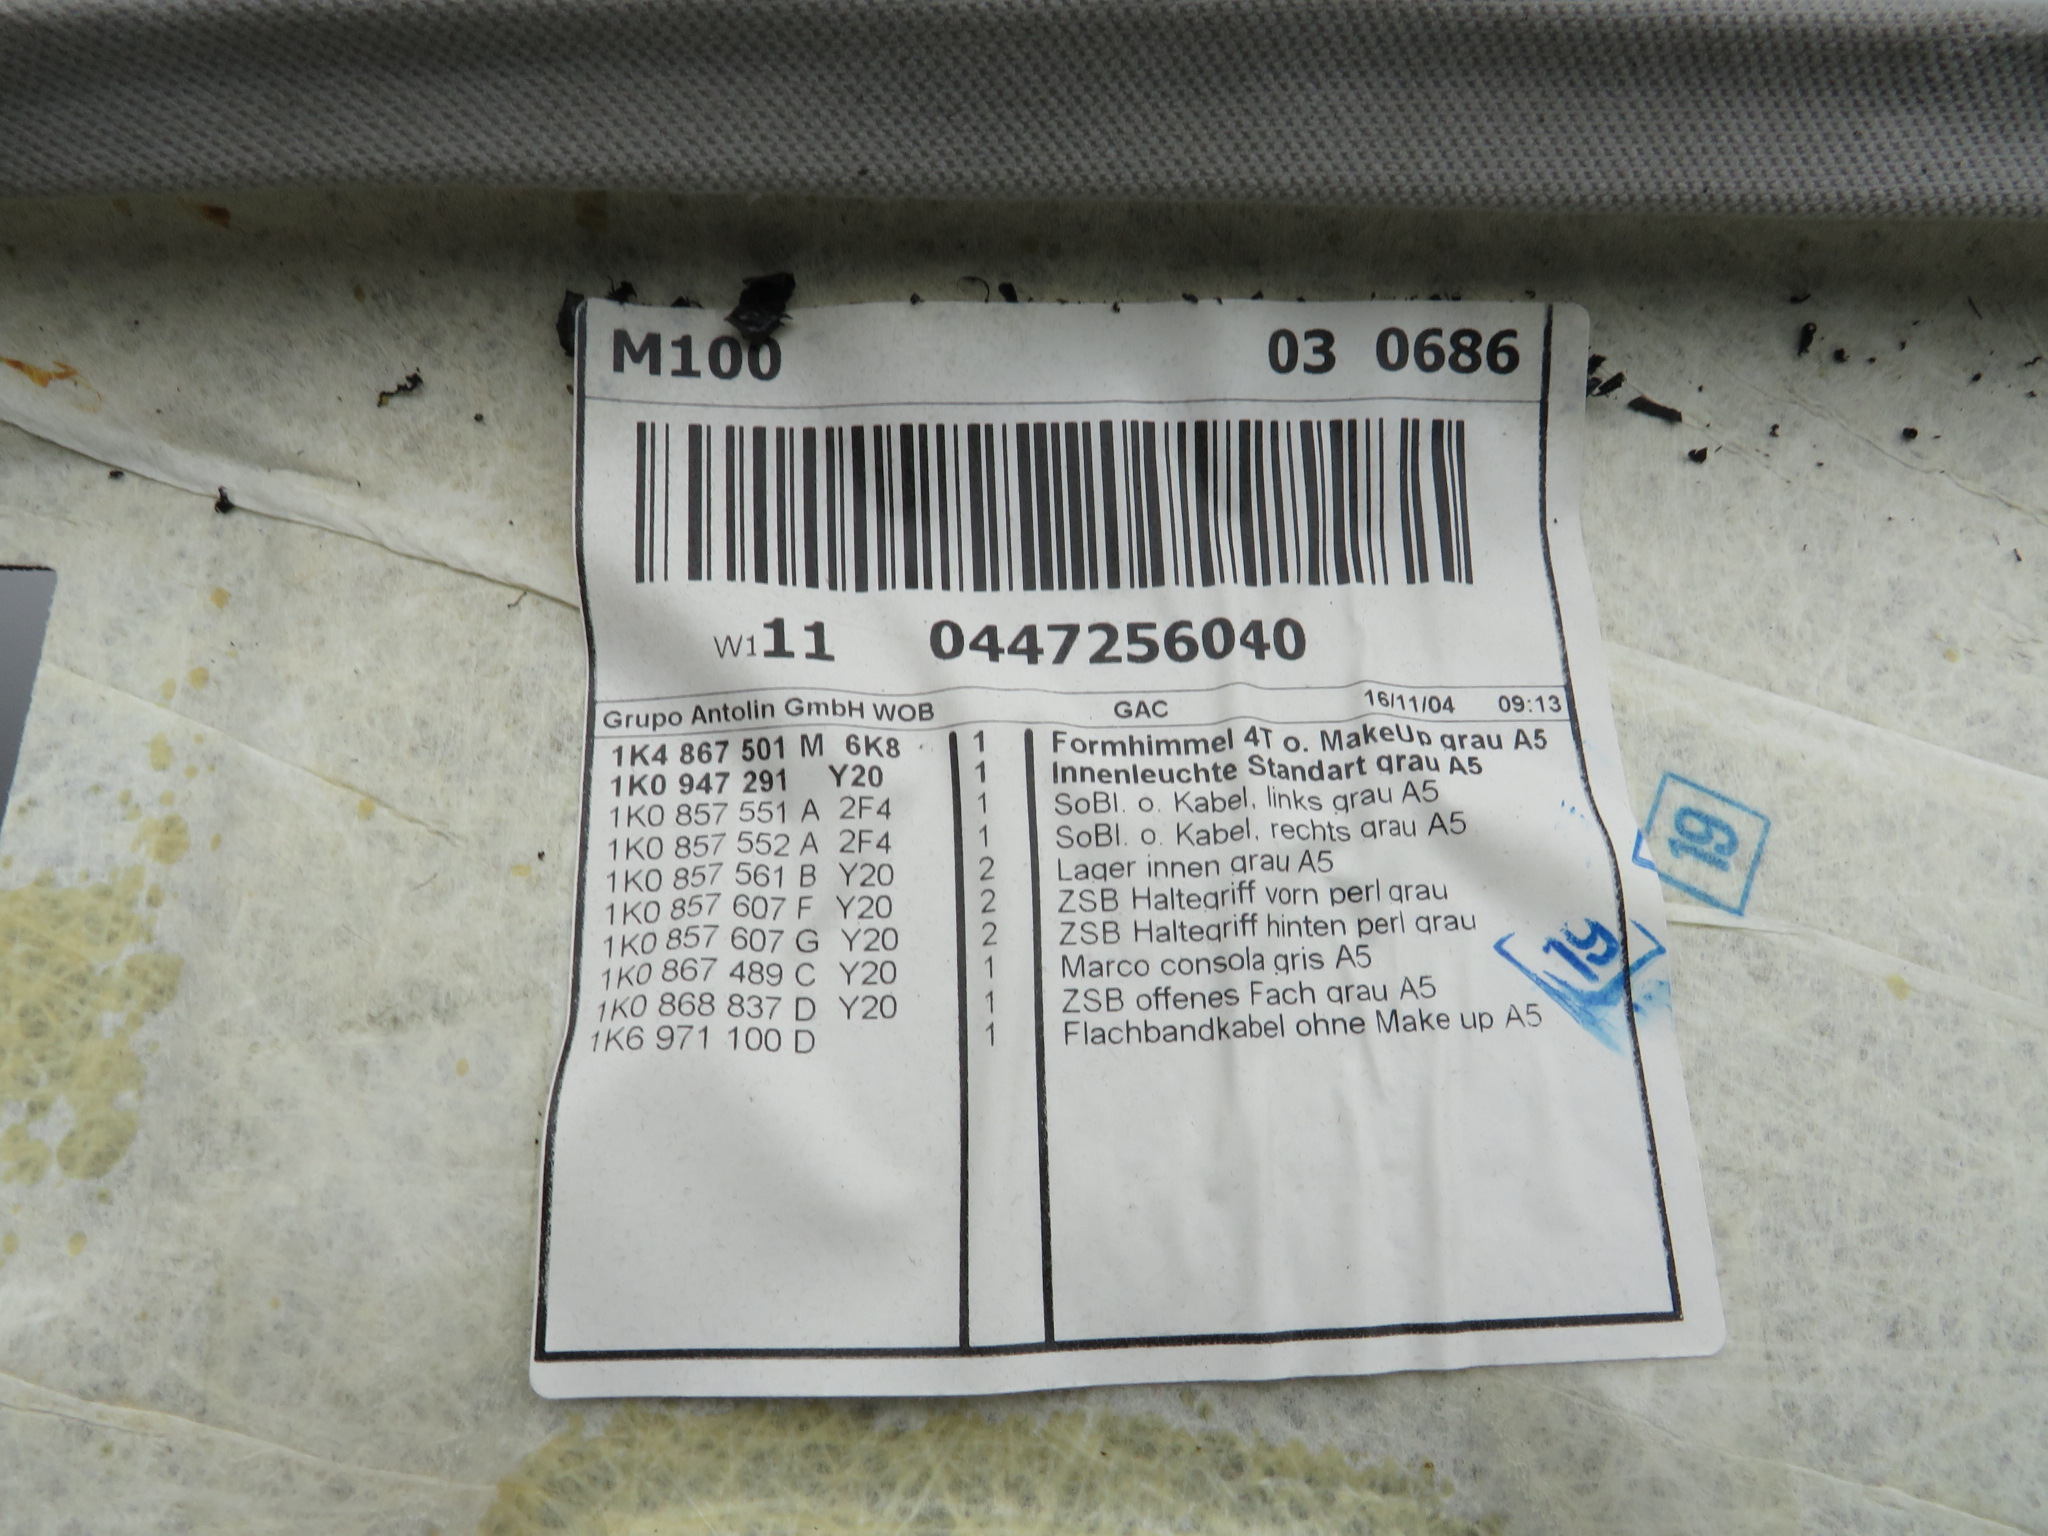 M100 03 0686
W111 0447256040
Grupo Antolin GmbH WOB GAC 16/11/04 09:13
1K4 867 501 M 6K8 1 Formhimmel 4T o. MakeUp grau A5
1K0 947 291 Y20 1 Innenleuchte Standart grau A5
1K0 857 551 A 2F4 1 SoBl. o. Kabel, links grau A5
1K0 857 552 A 2F4 1 SoBl. o. Kabel, rechts grau A5
1K0 857 561 B Y20 2 Lager innen grau A5
1K0 857 607 F Y20 2 ZSB Haltegriff vorn perl grau
1K0 857 607 G Y20 2 ZSB Haltegriff hinten perl grau
1K0 867 489 C Y20 1 Marco consola gris A5
1K0 868 837 D Y20 1 ZSB offenes Fach grau A5
1K6 971 100 D 1 Flachbandkabel ohne Make up A5
19
19